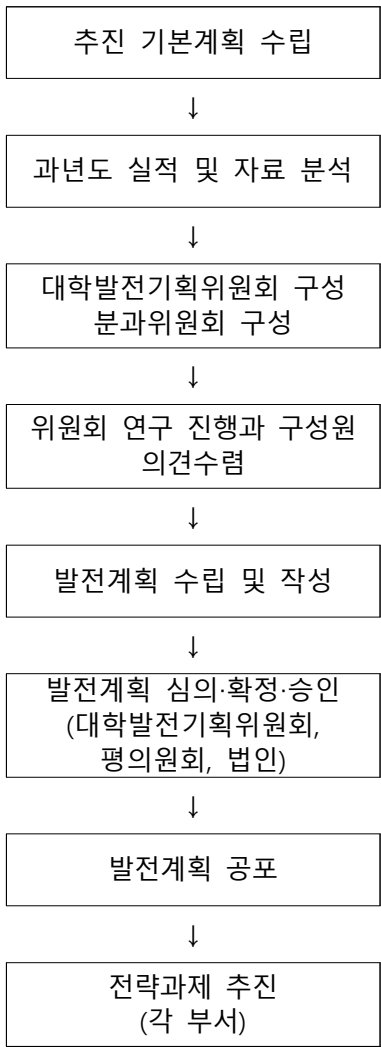 추진 기본계획 수립
↓
과년도 실적 및 자료 분석
↓
대학발전기획위원회 구성
분과위원회 구성
↓
위원회 연구 진행과 구성원
의견수렴
↓
발전계획 수립 및 작성
↓
발전계획 심의·확정·승인
(대학발전기획위원회,
평의원회, 법인)
↓
발전계획 공포
↓
전략과제 추진
(각 부서)